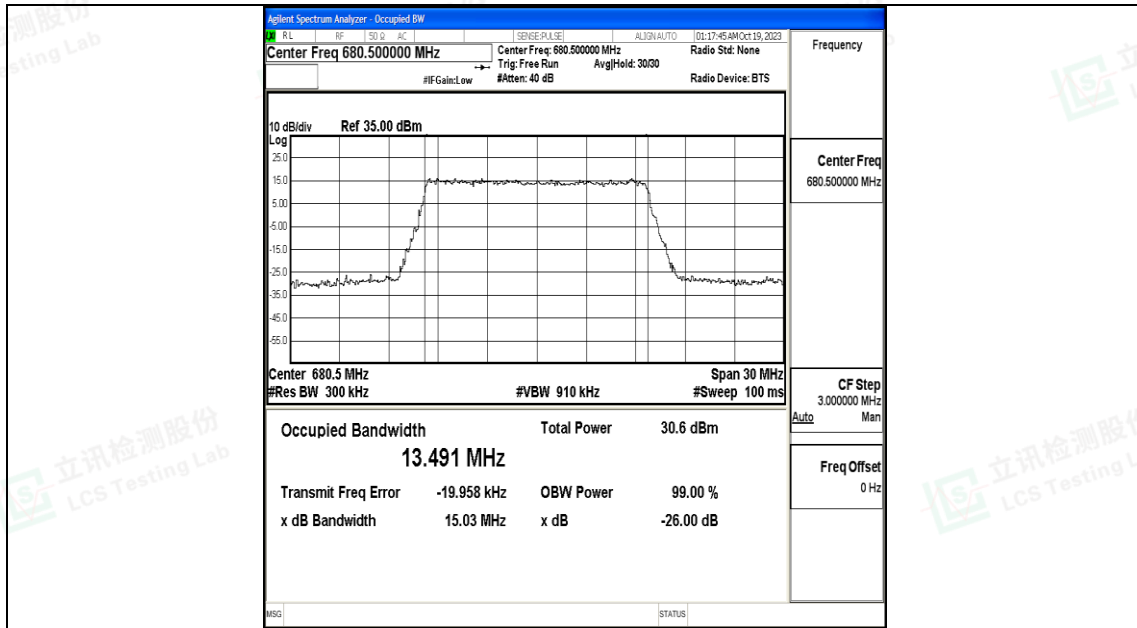 Agilent Spectrum Analyzer - Occupied BW
RL RF 50 Ω AC SENSE:PULSE ALIGN AUTO 01:17:45 AM Oct 19, 2023
Center Freq 680.500000 MHz
Center Freq: 680.500000 MHz Radio Std: None
Trig: Free Run Avg|Hold: 30/30
#IFGain:Low #Atten: 40 dB Radio Device: BTS
10 dB/div Ref 35.00 dBm
Log
25.0
15.0
5.00
-5.00
-15.0
-25.0
-35.0
-45.0
-55.0
Center 680.5 MHz Span 30 MHz
#Res BW 300 kHz #VBW 910 kHz #Sweep 100 ms
Occupied Bandwidth Total Power 30.6 dBm
13.491 MHz
Transmit Freq Error -19.958 kHz OBW Power 99.00 %
x dB Bandwidth 15.03 MHz x dB -26.00 dB
MSG STATUS
Frequency
Center Freq
680.500000 MHz
CF Step
3.000000 MHz
Auto Man
Freq Offset
0 Hz
立讯检测股份
LCS Testing Lab
立讯检测股份
LCS Testing L
测股份
esting Lab